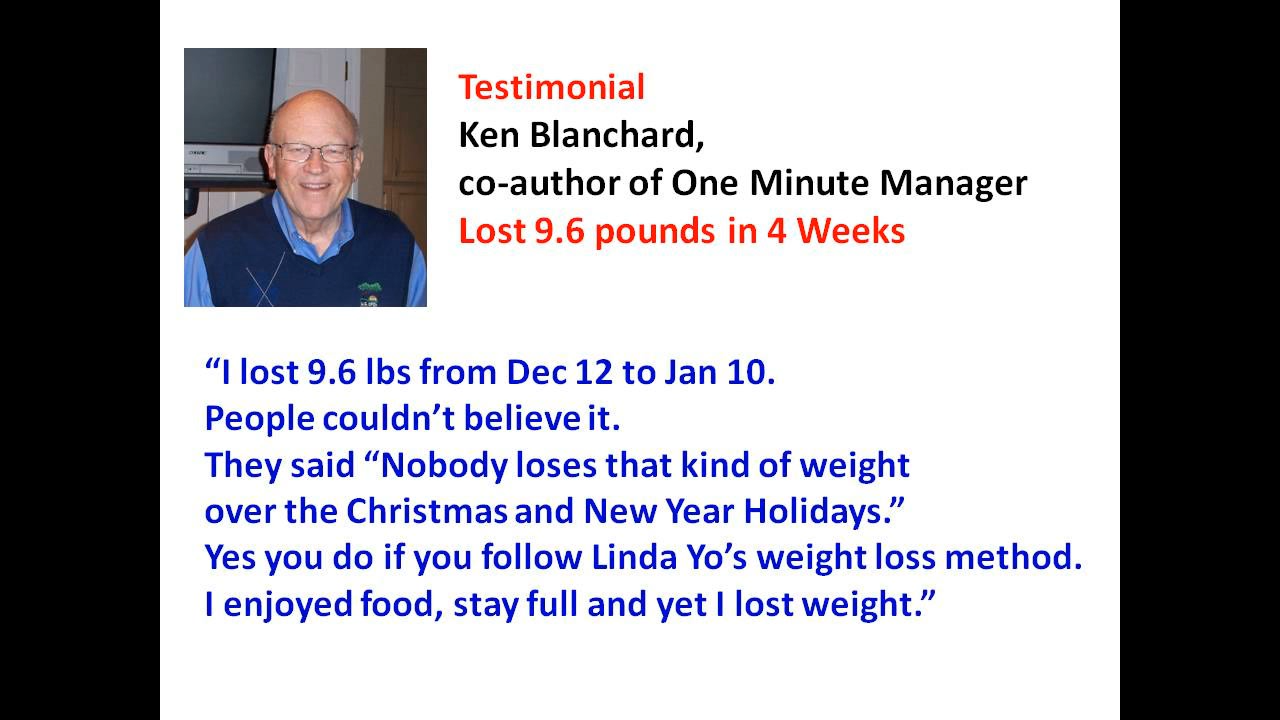 Testimonial
Ken Blanchard,
co-author of One Minute Manager
Lost 9.6 pounds in 4 Weeks
“I lost 9.6 lbs from Dec 12 to Jan 10.
People couldn’t believe it.
They said “Nobody loses that kind of weight
over the Christmas and New Year Holidays.”
Yes you do if you follow Linda Yo’s weight loss method.
I enjoyed food, stay full and yet I lost weight.”